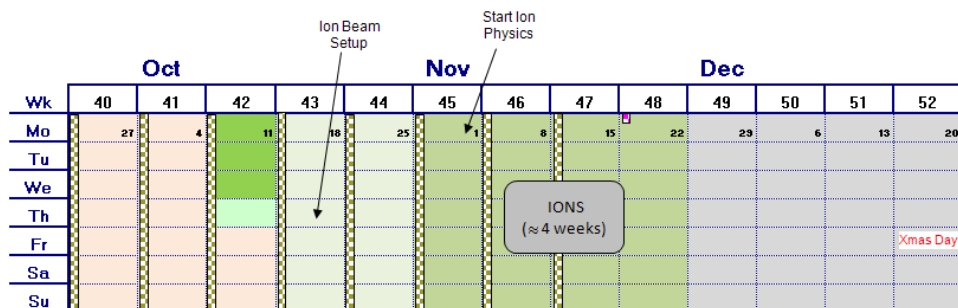 Ion Beam
Setup
Start Ion
Physics
Oct Nov Dec
Wk 40 41 42 43 44 45 46 47 48 49 50 51 52
Mo 27 4 11 18 25 1 8 15 22 29 6 13 20
Tu
We
Th
IONS
(≈4 weeks)
Fr Xmas Day
Sa
Su